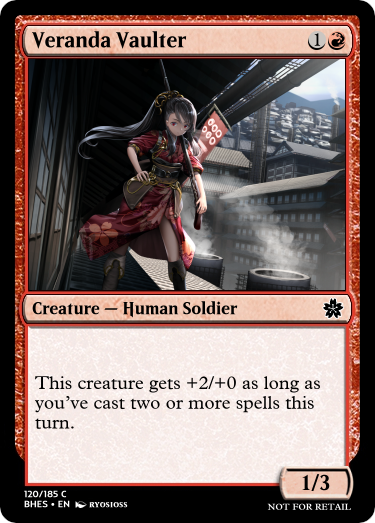 Veranda Vaulter 1
Creature — Human Soldier
This creature gets +2/+0 as long as
you've cast two or more spells this
turn.
1/3
120/185 C
BHES • EN RYOSIOSS
NOT FOR RETAIL